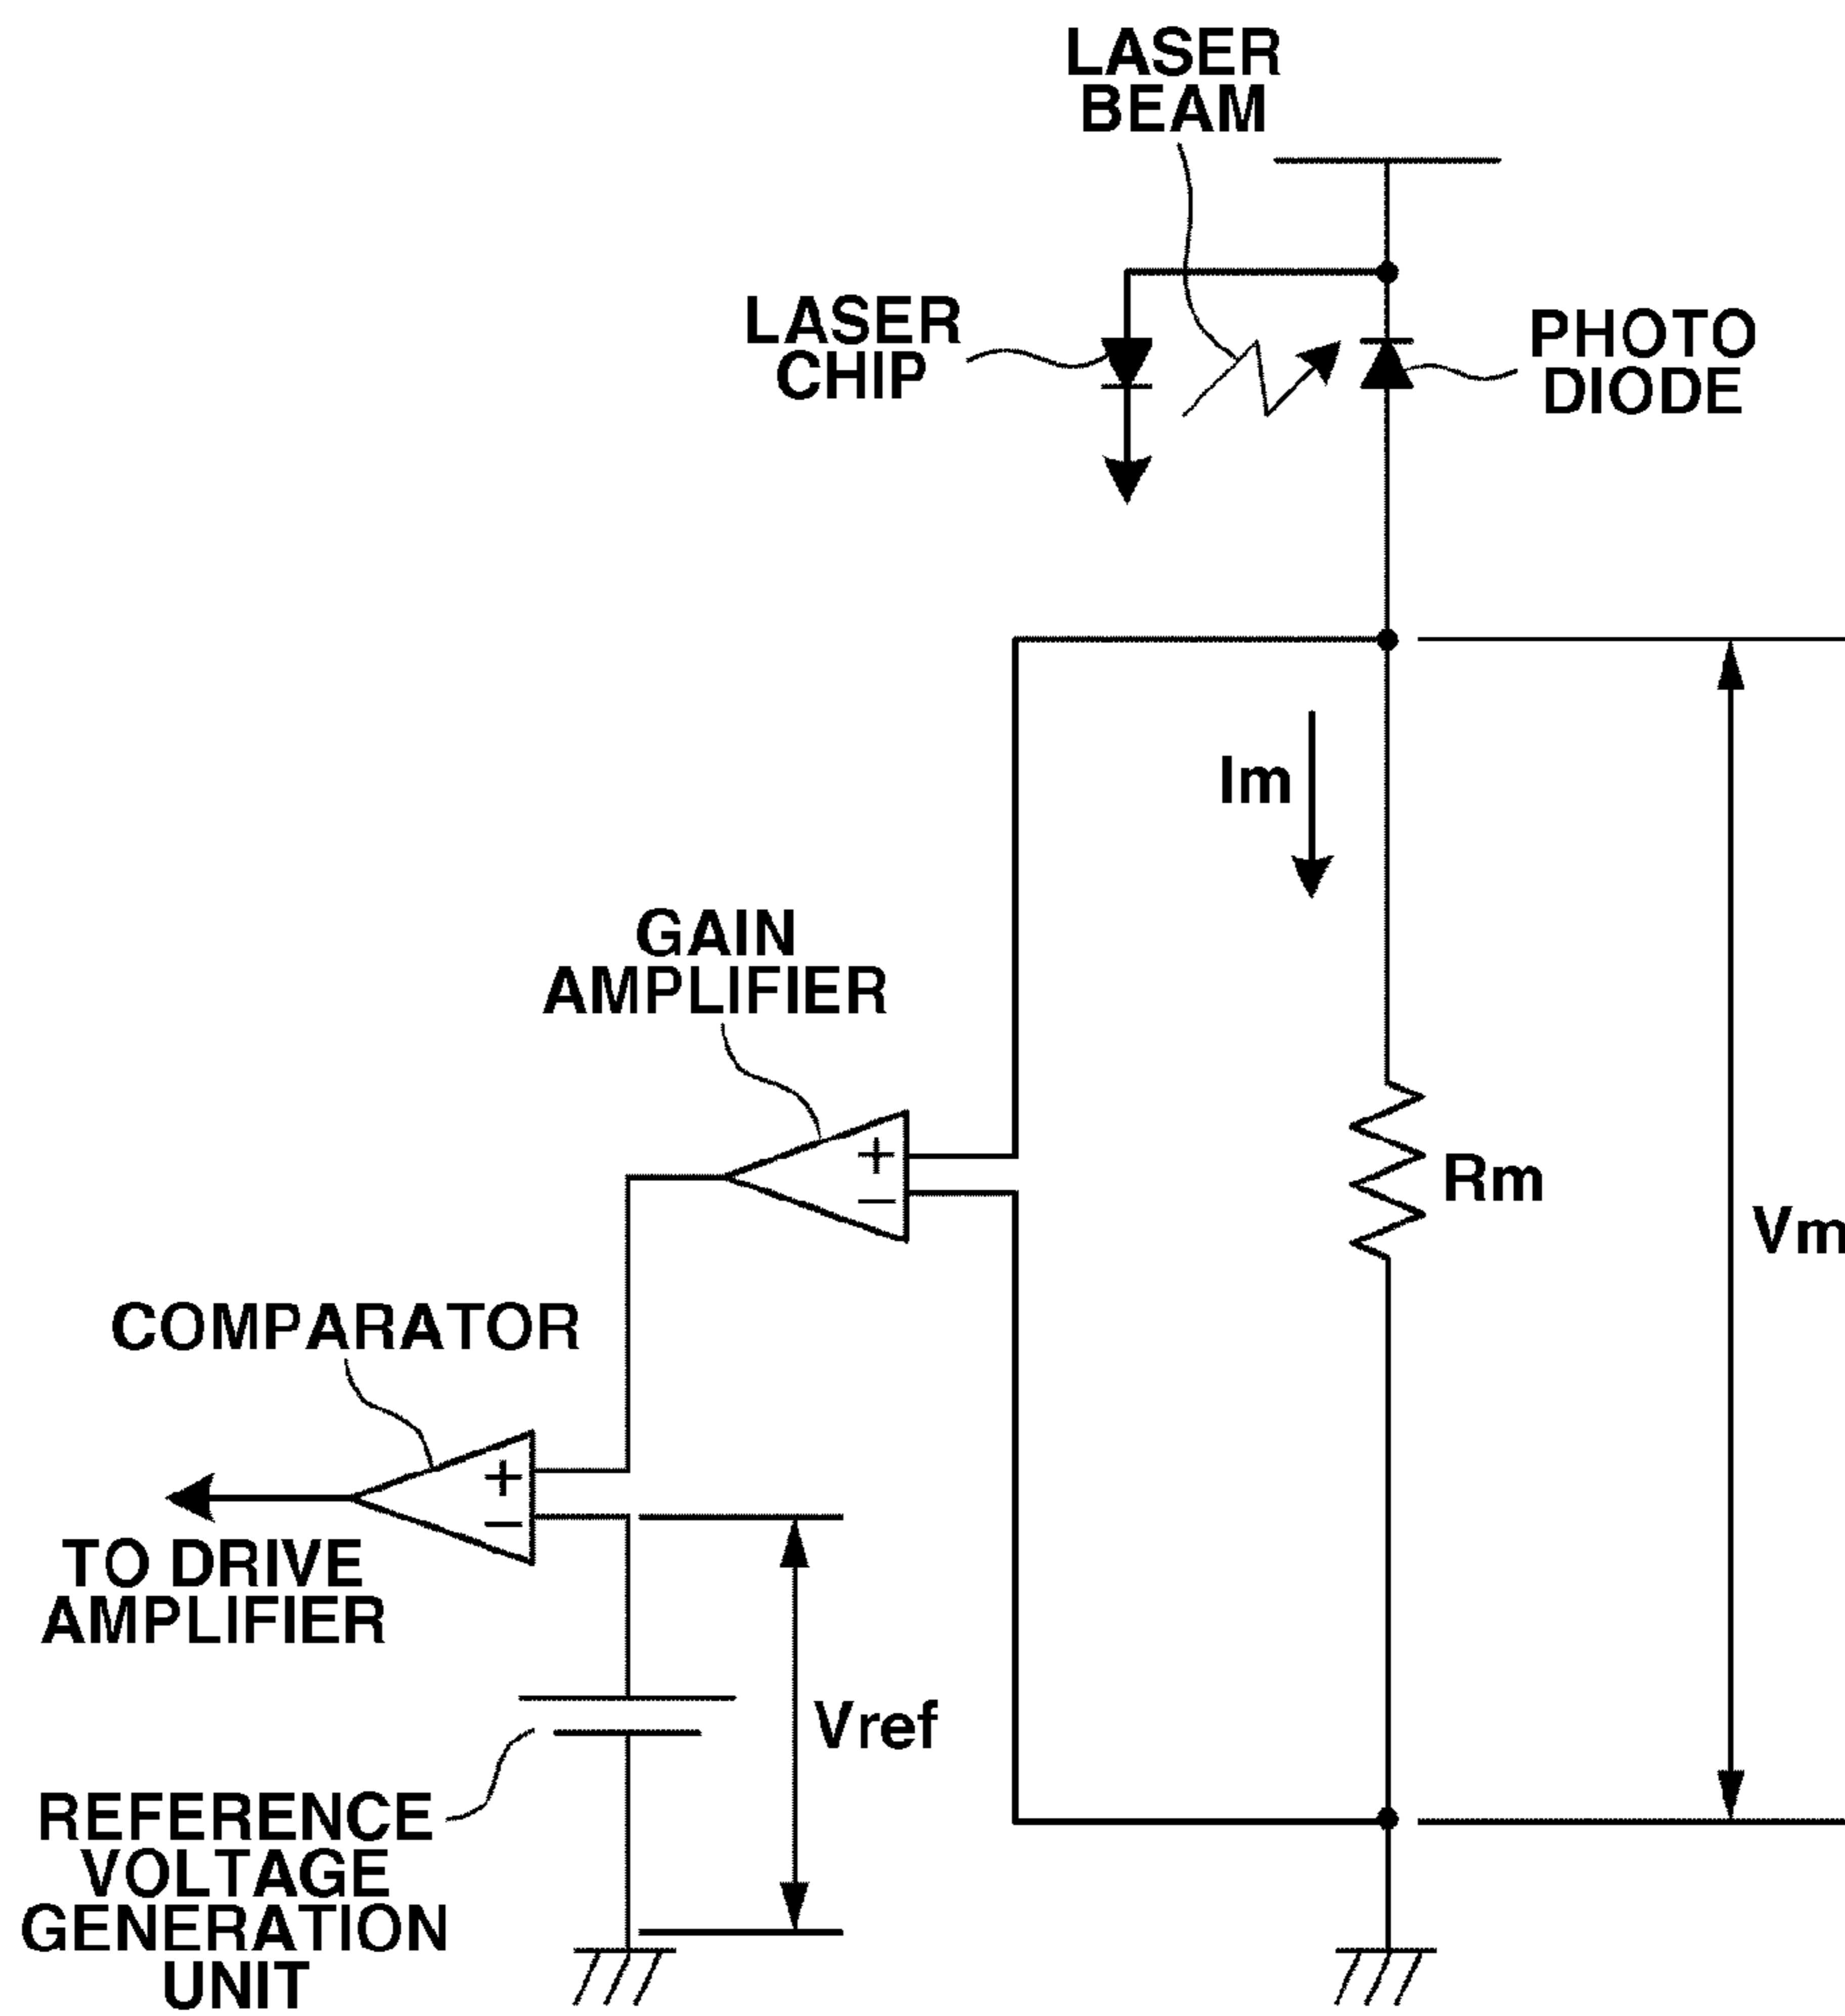 LASER
BEAM
LASER
CHIP
PHOTO
DIODE
Im
GAIN
AMPLIFIER
+
−
Rm
Vm
COMPARATOR
+
−
TO DRIVE
AMPLIFIER
Vref
REFERENCE
VOLTAGE
GENERATION
UNIT